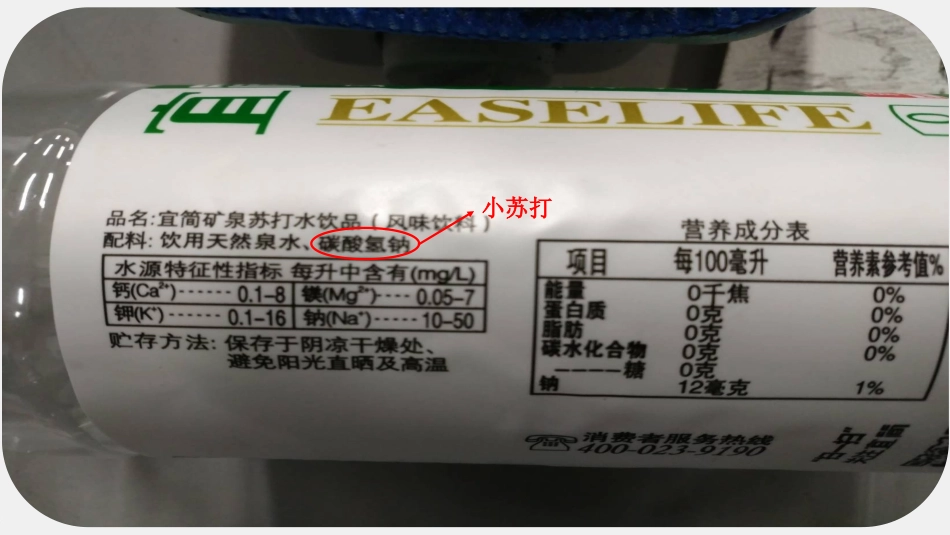 宜
EASELIFE
小苏打
品名:宜简矿泉苏打水饮品(风味饮料)
配料: 饮用天然泉水、碳酸氢钠
水源特征性指标 每升中含有(mg/L)
钙(Ca²⁺)------ 0.1-8 镁(Mg²⁺)---- 0.05-7
钾(K⁺)------ 0.1-16 钠(Na⁺)----- 10-50
贮存方法: 保存于阴凉干燥处、
避免阳光直晒及高温
营养成分表
项目 每100毫升 营养素参考值%
能量 0千焦 0%
蛋白质 0克 0%
脂肪 0克 0%
碳水化合物 0克 0%
----糖 0克
钠 12毫克 1%
消费者服务热线
400-023-9190